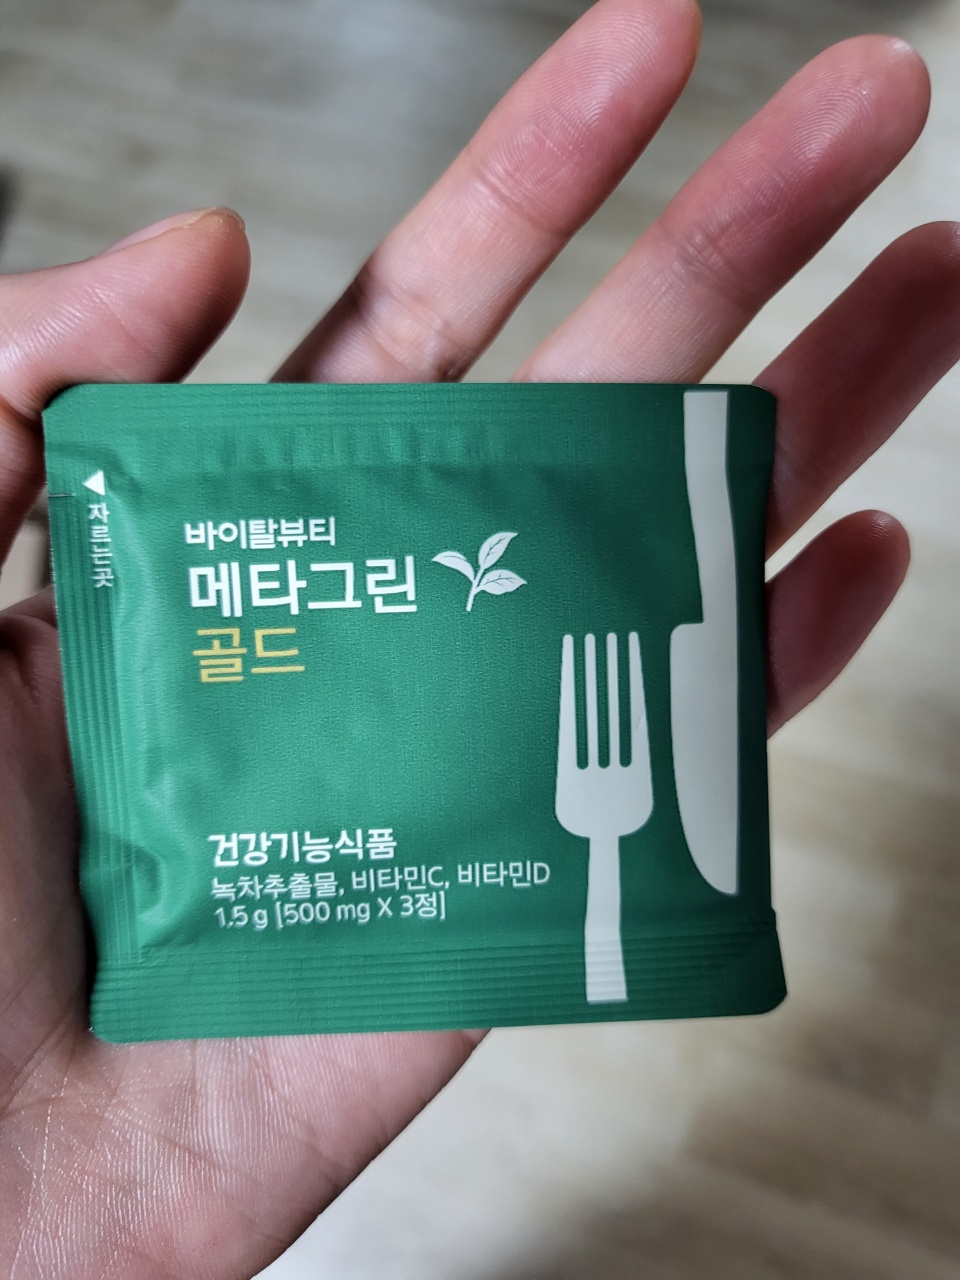 ◀자르는곳
바이탈뷰티
메타그린
골드
건강기능식품
녹차추출물, 비타민C, 비타민D
1.5 g [500 mg X 3정]